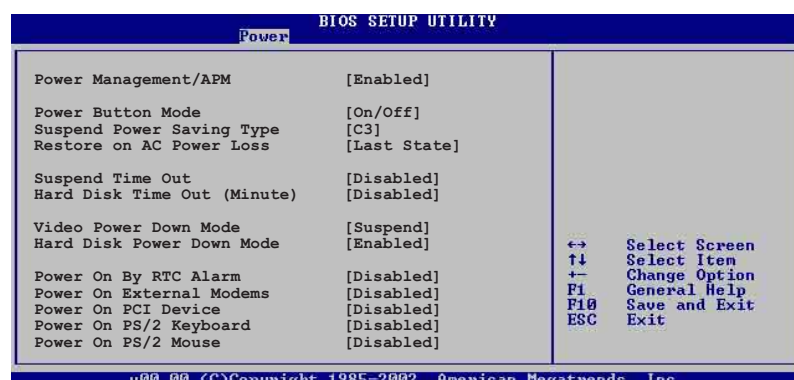 BIOS SETUP UTILITY
Power
Power Management/APM [Enabled]
Power Button Mode [On/Off]
Suspend Power Saving Type [C3]
Restore on AC Power Loss [Last State]
Suspend Time Out [Disabled]
Hard Disk Time Out (Minute) [Disabled]
Video Power Down Mode [Suspend]
Hard Disk Power Down Mode [Enabled]
Power On By RTC Alarm [Disabled]
Power On External Modems [Disabled]
Power On PCI Device [Disabled]
Power On PS/2 Keyboard [Disabled]
Power On PS/2 Mouse [Disabled]
←→ Select Screen
↑↓ Select Item
+- Change Option
F1 General Help
F10 Save and Exit
ESC Exit
v00.00 (C)Copyright 1985-2002, American Megatrends, Inc.